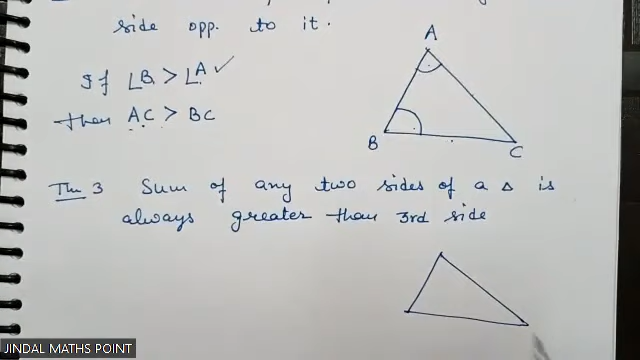 side opp. to it.
If ∠B > ∠A ✓
then AC > BC
A
B
C
Thm 3 Sum of any two sides of a △ is
always greater than 3rd side
JINDAL MATHS POINT